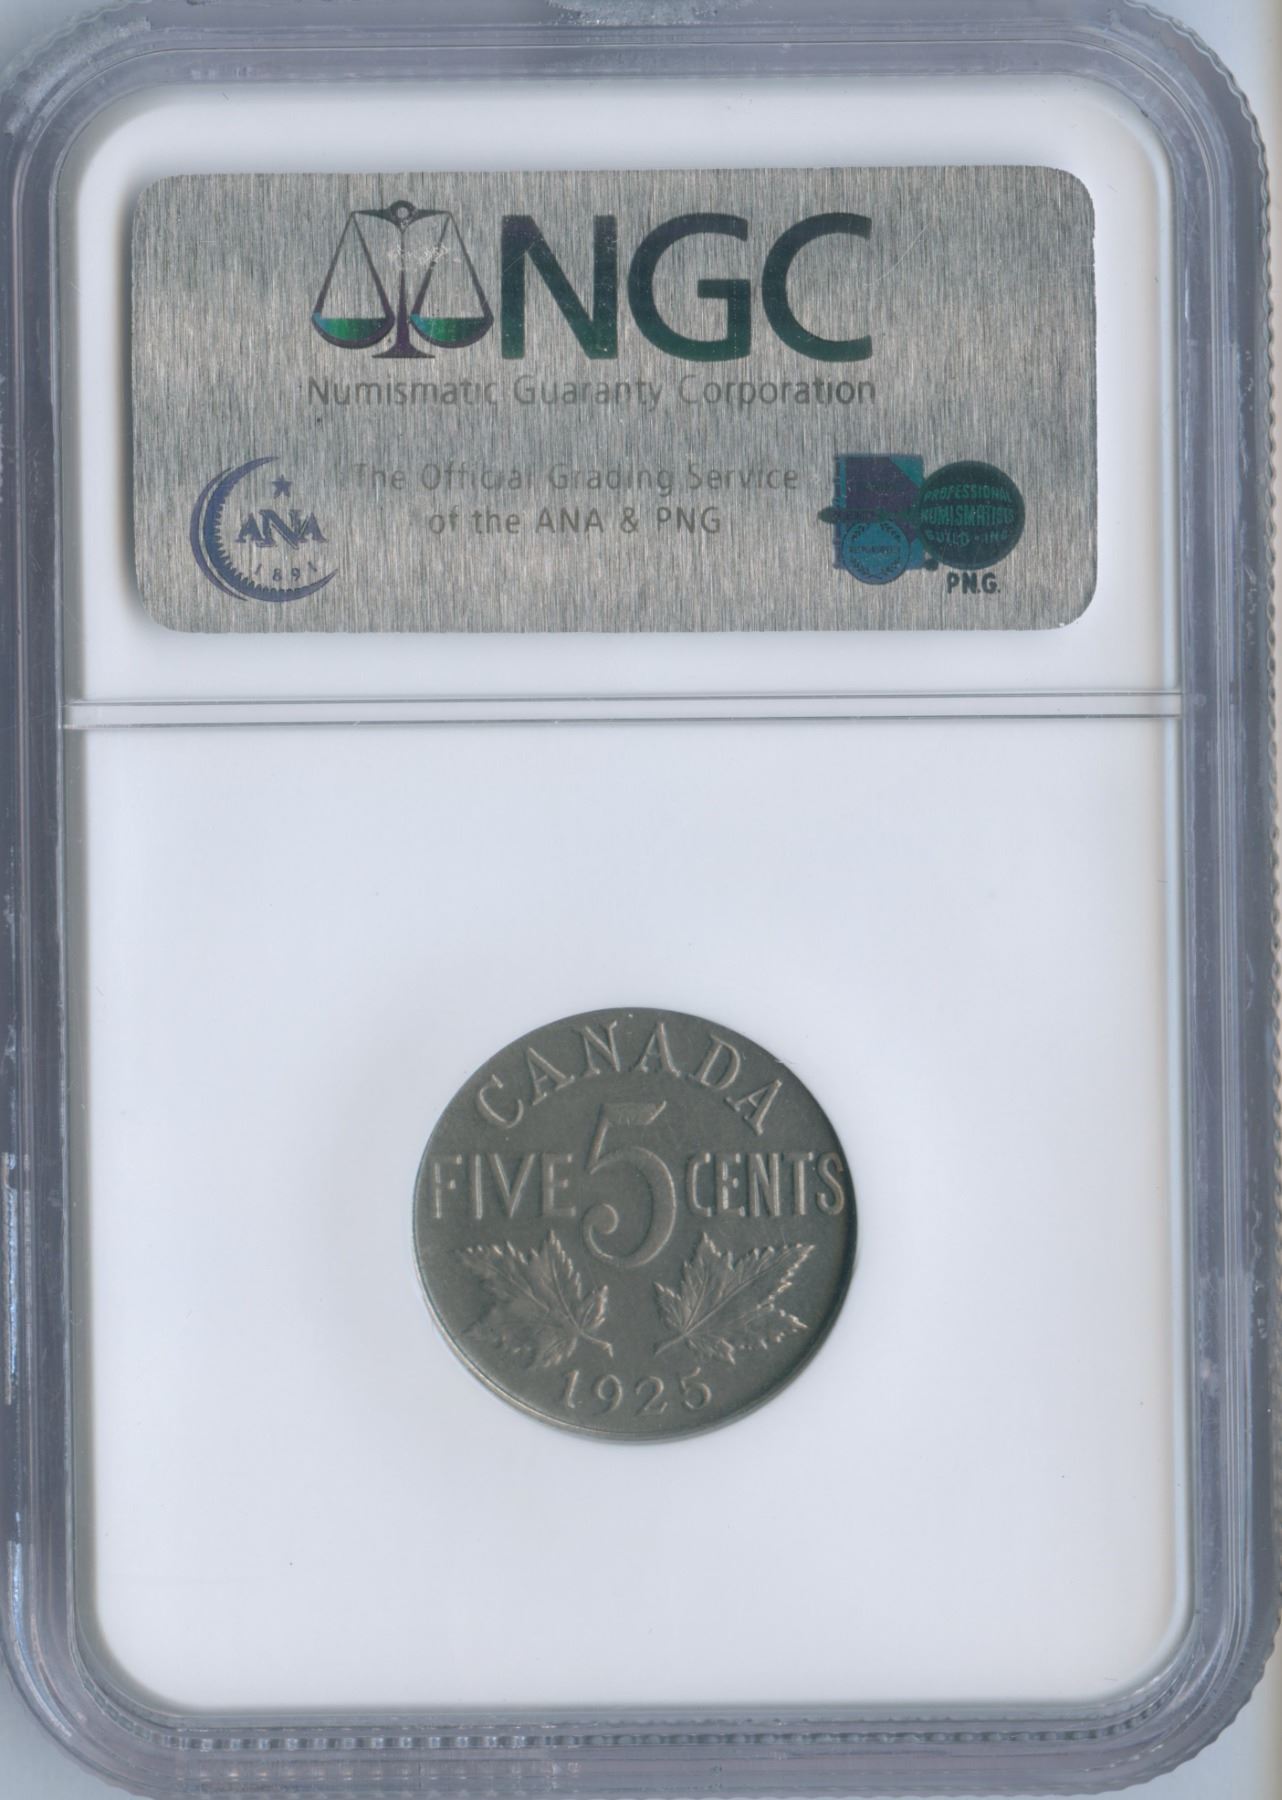 NGC
Numismatic Guaranty Corporation
The Official Grading Service
of the ANA & PNG
ANA
1891
PROFESSIONAL
NUMISMATISTS
GUILD • INC
P.N.G.
CANADA
FIVE 5 CENTS
1925